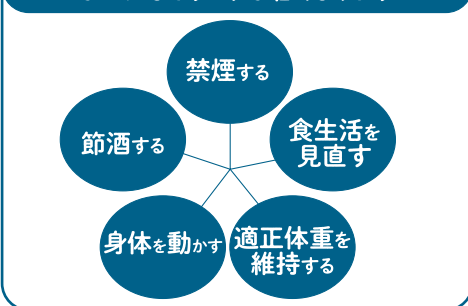 禁煙する
食生活を
見直す
適正体重を
維持する
身体を動かす
節酒する